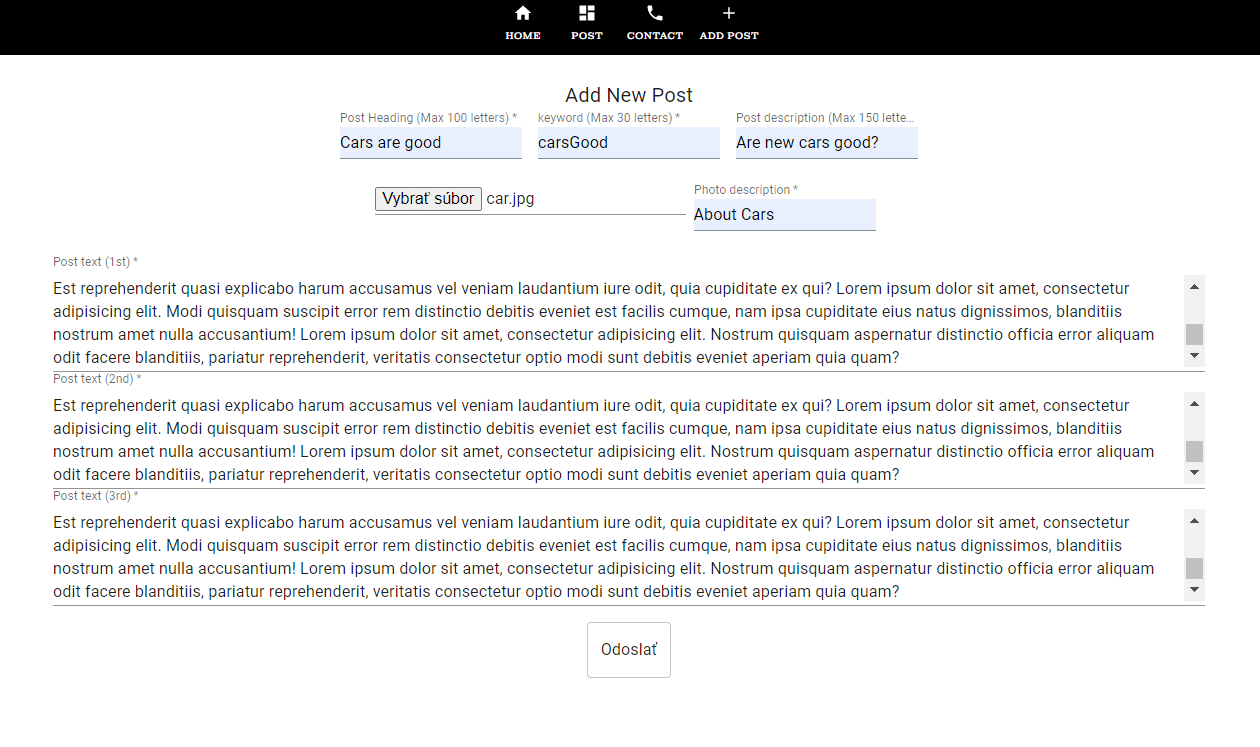 HOME POST CONTACT ADD POST
Add New Post
Post Heading (Max 100 letters) * keyword (Max 30 letters) * Post description (Max 150 lette...
Cars are good carsGood Are new cars good?
Photo description *
Vybrať súbor car.jpg
About Cars
Post text (1st) *
Est reprehenderit quasi explicabo harum accusamus vel veniam laudantium iure odit, quia cupiditate ex qui? Lorem ipsum dolor sit amet, consectetur
adipisicing elit. Modi quisquam suscipit error rem distinctio debitis eveniet est facilis cumque, nam ipsa cupiditate eius natus dignissimos, blanditiis
nostrum amet nulla accusantium! Lorem ipsum dolor sit amet, consectetur adipisicing elit. Nostrum quisquam aspernatur distinctio officia error aliquam
odit facere blanditiis, pariatur reprehenderit, veritatis consectetur optio modi sunt debitis eveniet aperiam quia quam?
Post text (2nd) *
Est reprehenderit quasi explicabo harum accusamus vel veniam laudantium iure odit, quia cupiditate ex qui? Lorem ipsum dolor sit amet, consectetur
adipisicing elit. Modi quisquam suscipit error rem distinctio debitis eveniet est facilis cumque, nam ipsa cupiditate eius natus dignissimos, blanditiis
nostrum amet nulla accusantium! Lorem ipsum dolor sit amet, consectetur adipisicing elit. Nostrum quisquam aspernatur distinctio officia error aliquam
odit facere blanditiis, pariatur reprehenderit, veritatis consectetur optio modi sunt debitis eveniet aperiam quia quam?
Post text (3rd) *
Est reprehenderit quasi explicabo harum accusamus vel veniam laudantium iure odit, quia cupiditate ex qui? Lorem ipsum dolor sit amet, consectetur
adipisicing elit. Modi quisquam suscipit error rem distinctio debitis eveniet est facilis cumque, nam ipsa cupiditate eius natus dignissimos, blanditiis
nostrum amet nulla accusantium! Lorem ipsum dolor sit amet, consectetur adipisicing elit. Nostrum quisquam aspernatur distinctio officia error aliquam
odit facere blanditiis, pariatur reprehenderit, veritatis consectetur optio modi sunt debitis eveniet aperiam quia quam?
Odoslať